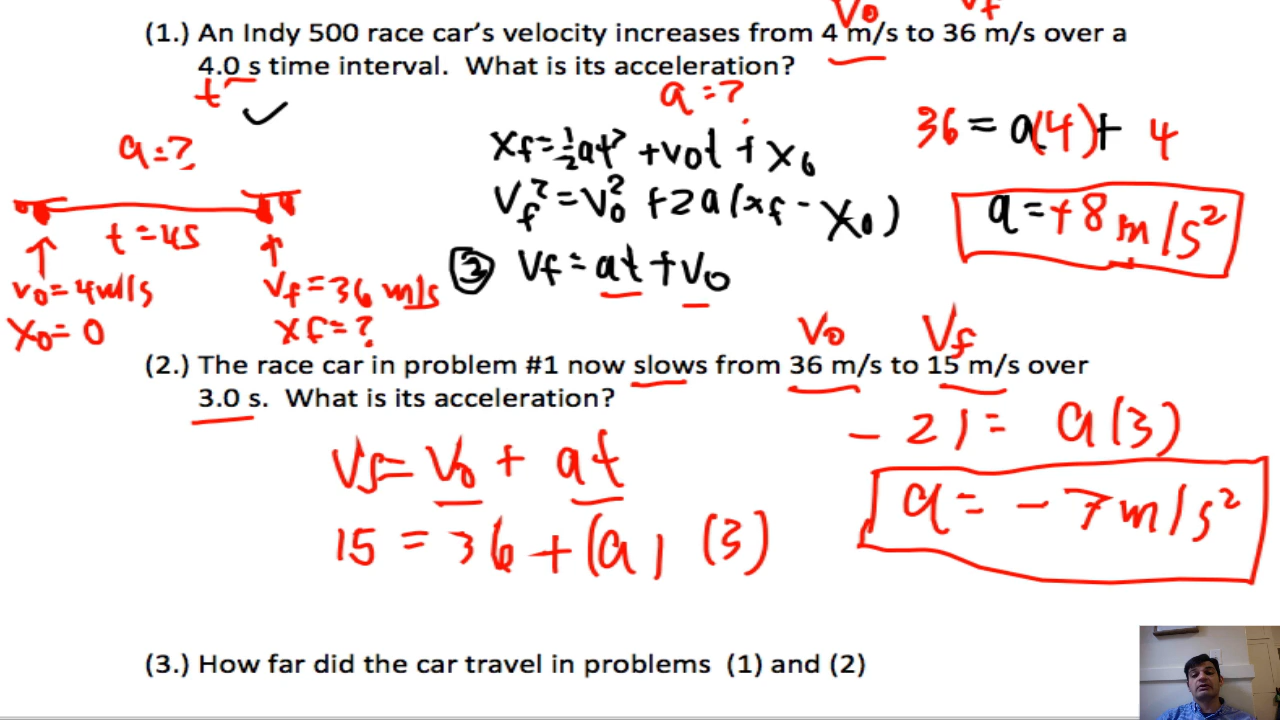 V₀ Vf
(1.) An Indy 500 race car's velocity increases from 4 m/s to 36 m/s over a
4.0 s time interval. What is its acceleration?
t
a = ?
a = ?
t = 4s
v₀ = 4 m/s
x₀ = 0
Vf = 36 m/s
xf = ?
xf = ½at² + v₀t + x₀
Vf² = V₀² + 2a(xf - x₀)
③ Vf = at + v₀
36 = a(4) + 4
a = +8 m/s²
V₀ Vf
(2.) The race car in problem #1 now slows from 36 m/s to 15 m/s over
3.0 s. What is its acceleration?
Vf = V₀ + at
15 = 36 + (a) (3)
- 21 = a(3)
a = - 7 m/s²
(3.) How far did the car travel in problems (1) and (2)